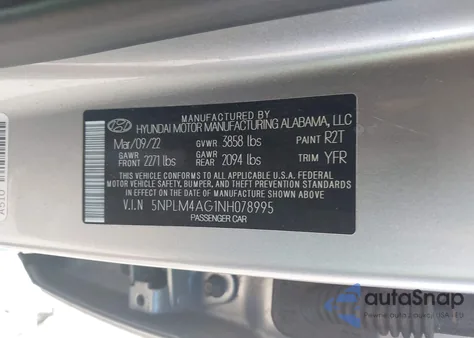 MANUFACTURED BY
HYUNDAI MOTOR MANUFACTURING ALABAMA, LLC
Mar/09/22 GVWR 3858 lbs PAINT R2T
GAWR FRONT 2271 lbs GAWR REAR 2094 lbs TRIM YFR
THIS VEHICLE CONFORMS TO ALL APPLICABLE U.S.A FEDERAL
MOTOR VEHICLE SAFETY, BUMPER, AND THEFT
PREVENTION STANDARDS IN EFFECT ON THE DATE OF
MANUFACTURE SHOWN ABOVE.
V.I.N 5NPLM4AG1NH078995
PASSENGER CAR
autoSnap